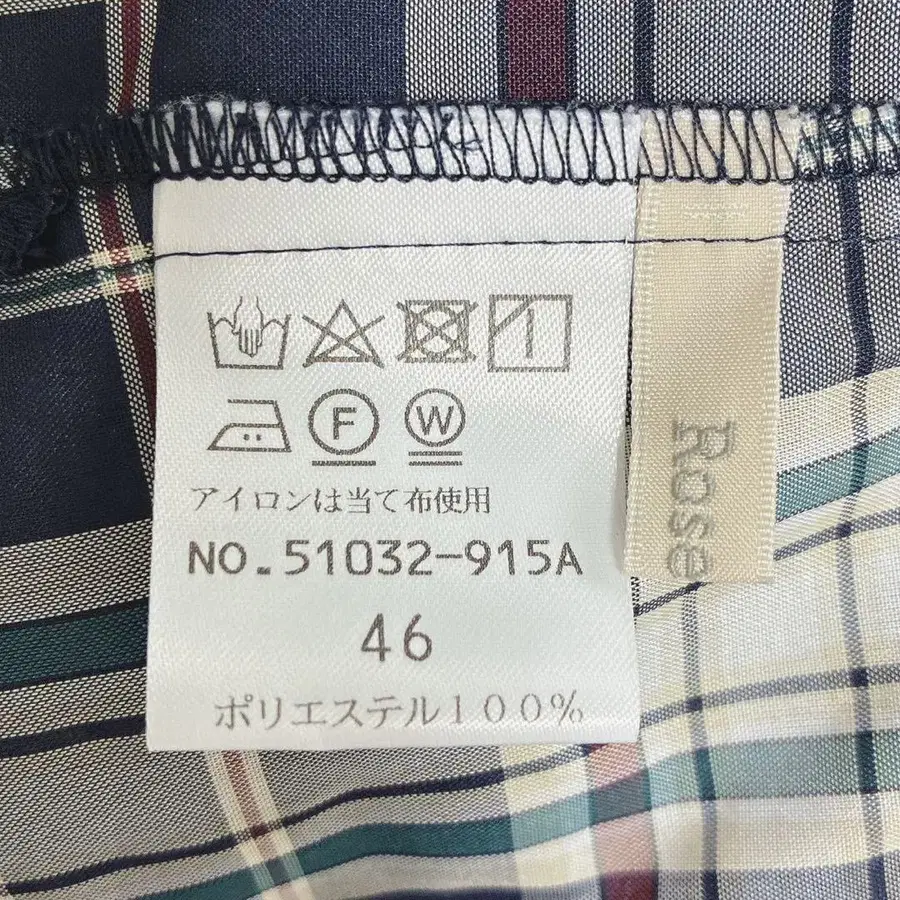 F W
アイロンは当て布使用
NO.51032-915A
46
ポリエステル100%
Rose